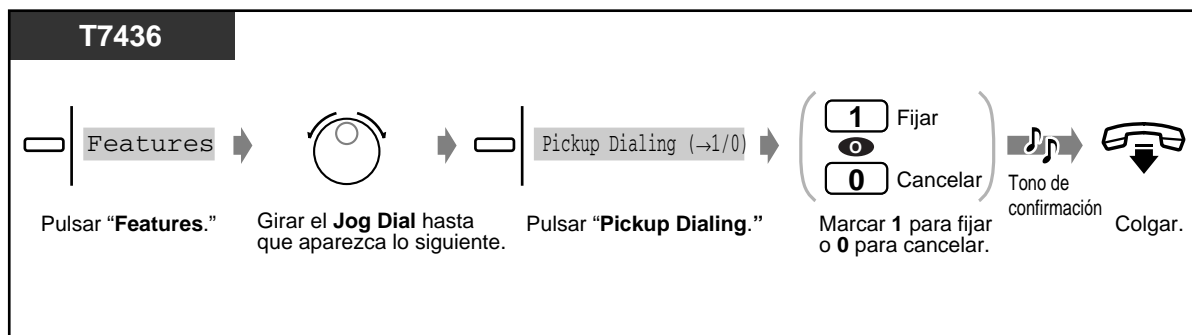 T7436
Features
Pickup Dialing (→1/0)
1 Fijar
O
0 Cancelar
Tono de
confirmación
Pulsar “Features.”
Girar el Jog Dial hasta
que aparezca lo siguiente.
Pulsar “Pickup Dialing.”
Marcar 1 para fijar
o 0 para cancelar.
Colgar.